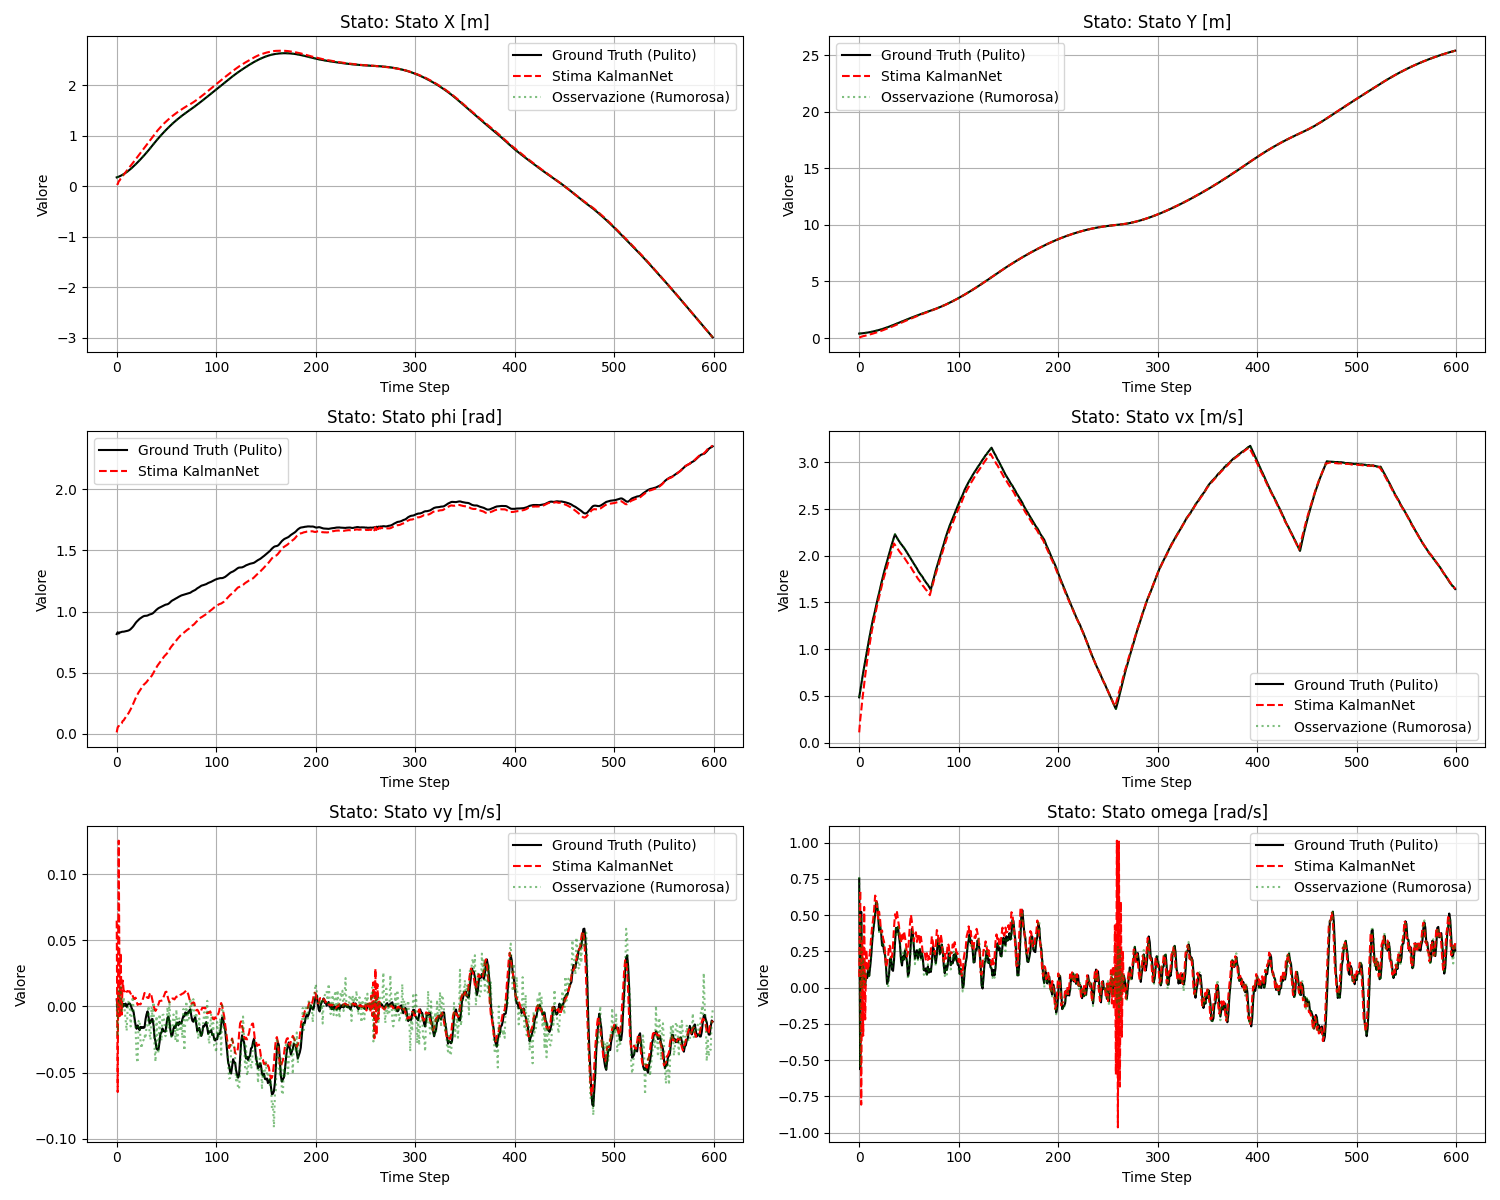 Stato: Stato X [m]
Ground Truth (Pulito)
Stima KalmanNet
Osservazione (Rumorosa)
2
1
0
−1
−2
−3
Valore
0 100 200 300 400 500 600
Time Step
Stato: Stato Y [m]
Ground Truth (Pulito)
Stima KalmanNet
Osservazione (Rumorosa)
25
20
15
10
5
0
Valore
0 100 200 300 400 500 600
Time Step
Stato: Stato phi [rad]
Ground Truth (Pulito)
Stima KalmanNet
2.0
1.5
1.0
0.5
0.0
Valore
0 100 200 300 400 500 600
Time Step
Stato: Stato vx [m/s]
3.0
2.5
2.0
1.5
1.0
0.5
0.0
Valore
Ground Truth (Pulito)
Stima KalmanNet
Osservazione (Rumorosa)
0 100 200 300 400 500 600
Time Step
Stato: Stato vy [m/s]
Ground Truth (Pulito)
Stima KalmanNet
Osservazione (Rumorosa)
0.10
0.05
0.00
−0.05
−0.10
Valore
0 100 200 300 400 500 600
Time Step
Stato: Stato omega [rad/s]
Ground Truth (Pulito)
Stima KalmanNet
Osservazione (Rumorosa)
1.00
0.75
0.50
0.25
0.00
−0.25
−0.50
−0.75
−1.00
Valore
0 100 200 300 400 500 600
Time Step